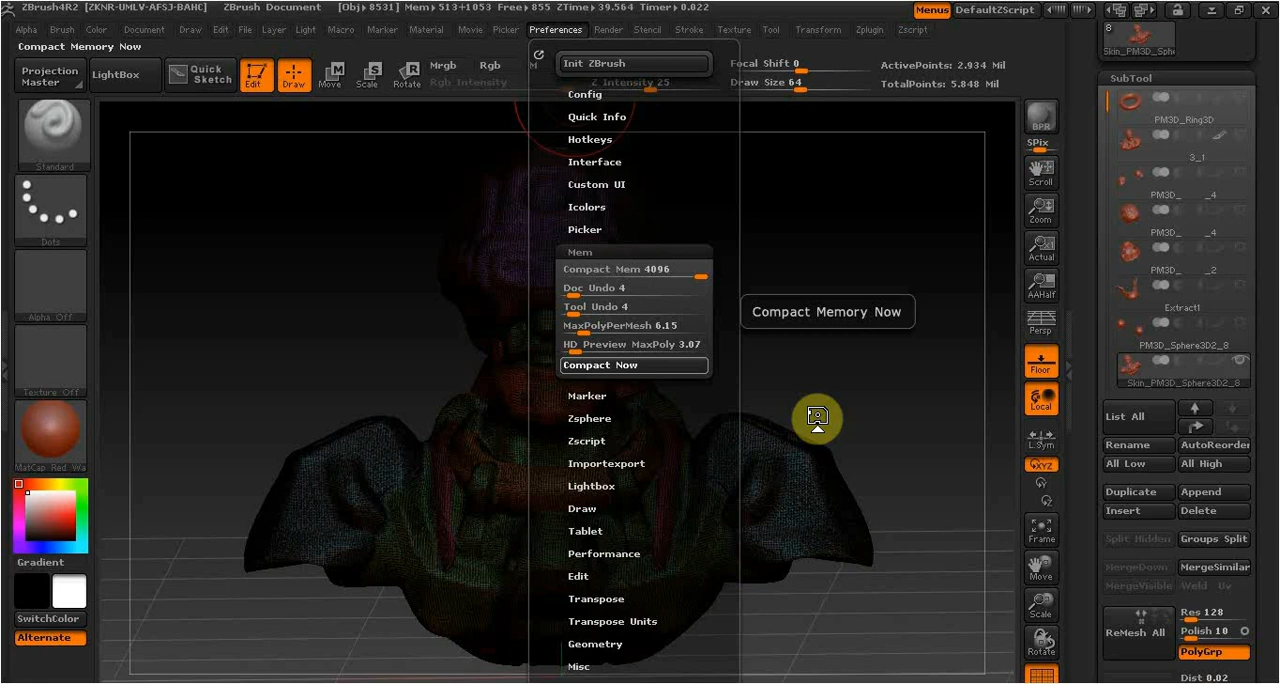 ZBrush4R2 [ZKNR-UMLV-AFSJ-BAHC] ZBrush Document [Obj> 8531] Mem>513+1053 Free>855 ZTime>39.564 Timer>0.022 Menus DefaultZScript
Alpha Brush Color Document Draw Edit File Layer Light Macro Marker Material Movie Picker Preferences Render Stencil Stroke Texture Tool Transform Zplugin Zscript
Compact Memory Now
Projection Master
LightBox
Quick Sketch
Edit
Draw
Move
Scale
Rotate
Mrgb Rgb M
Rgb Intensity
Z Intensity 25
Focal Shift 0
Draw Size 64
ActivePoints: 2.934 Mil
TotalPoints: 5.848 Mil
Standard
Dots
Alpha Off
Texture Off
MatCap Red Wa
Gradient
SwitchColor
Alternate
Init ZBrush
Config
Quick Info
Hotkeys
Interface
Custom UI
Icolors
Picker
Mem
Compact Mem 4096
Doc Undo 4
Tool Undo 4
MaxPolyPerMesh 6.15
HD Preview MaxPoly 3.07
Compact Now
Marker
Zsphere
Zscript
Importexport
Lightbox
Draw
Tablet
Performance
Edit
Transpose
Transpose Units
Geometry
Misc
Compact Memory Now
BPR
SPix
Scroll
Zoom
Actual
AAHalf
Persp
Floor
Local
L.Sym
XYZ
Y
Z
Frame
Move
Scale
Rotate
8
Skin_PM3D_Sphe
SubTool
PM3D_Ring3D
3_1
PM3D_ _4
PM3D_ _4
PM3D_ _2
Extract1
PM3D_Sphere3D2_8
Skin_PM3D_Sphere3D2_8
List All
Rename AutoReorder
All Low All High
Duplicate Append
Insert Delete
Split Hidden Groups Split
MergeDown MergeSimilar
MergeVisible Weld Uv
ReMesh All
Res 128
Polish 10
PolyGrp
Dist 0.02